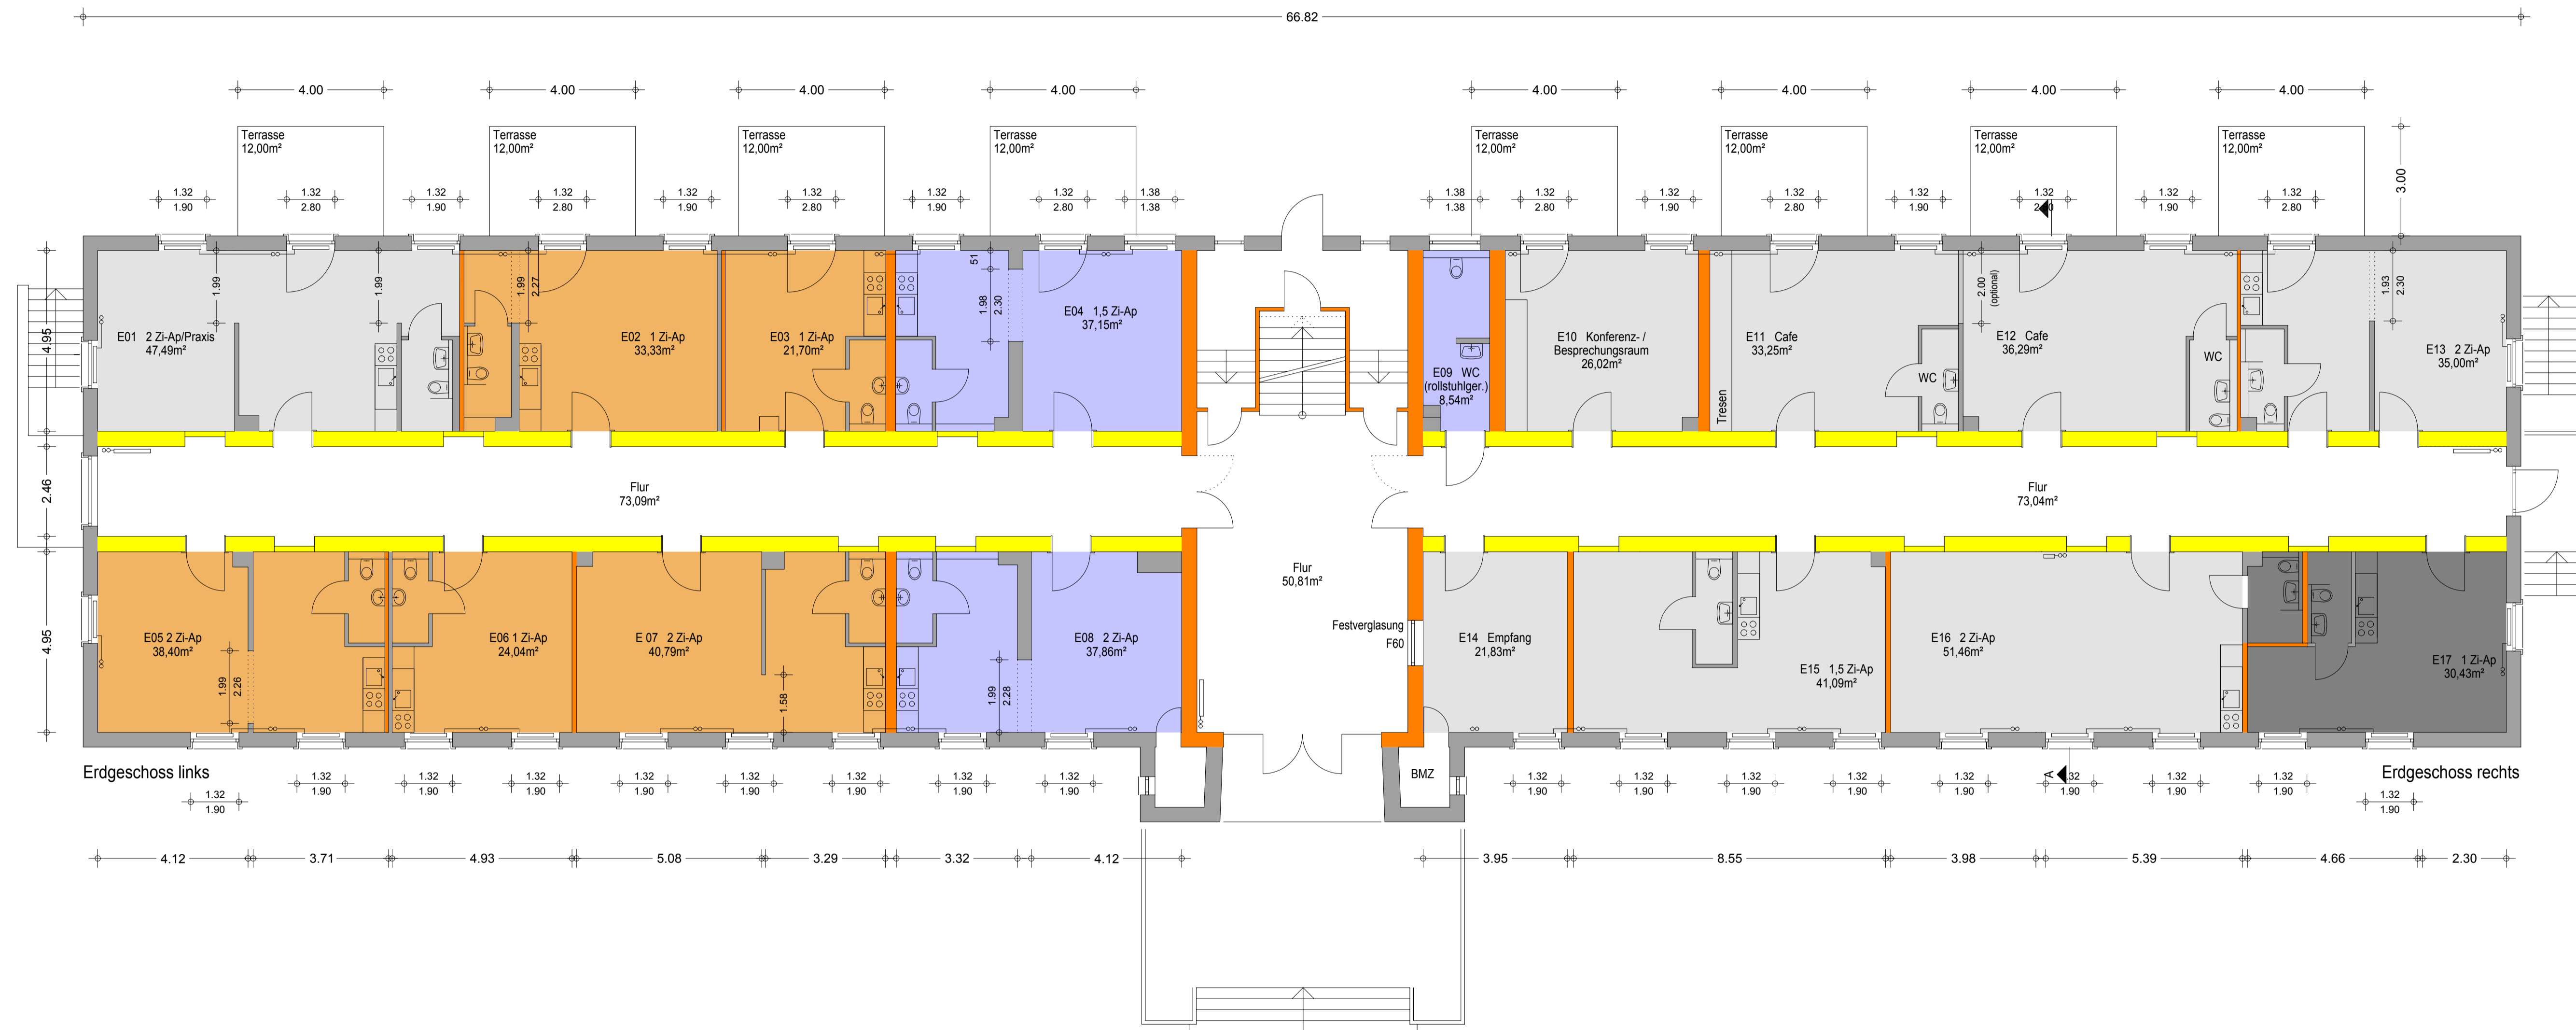 66.82
4.00
4.00
4.00
4.00
4.00
4.00
4.00
4.00
Terrasse
12,00m²
Terrasse
12,00m²
Terrasse
12,00m²
Terrasse
12,00m²
Terrasse
12,00m²
Terrasse
12,00m²
Terrasse
12,00m²
Terrasse
12,00m²
3.00
1.32
1.90
1.32
2.80
1.32
1.90
1.32
2.80
1.32
1.90
1.32
2.80
1.32
1.90
1.32
2.80
1.38
1.38
1.38
1.38
1.32
2.80
1.32
1.90
1.32
2.80
1.32
1.90
1.32
1.32
1.90
1.32
2.80
4.95
1.99
1.99
1.99
2.27
51
1.98
2.30
2.00
(optional)
1.93
2.30
E01 2 Zi-Ap/Praxis
47,49m²
E02 1 Zi-Ap
33,33m²
E03 1 Zi-Ap
21,70m²
E04 1,5 Zi-Ap
37,15m²
E09 WC
(rollstuhlger.)
8,54m²
E10 Konferenz- /
Besprechungsraum
26,02m²
Tresen
E11 Cafe
33,25m²
WC
E12 Cafe
36,29m²
WC
E13 2 Zi-Ap
35,00m²
2.46
Flur
73,09m²
Flur
73,04m²
Flur
50,81m²
Festverglasung
F60
4.95
E05 2 Zi-Ap
38,40m²
1.99
2.26
E06 1 Zi-Ap
24,04m²
E 07 2 Zi-Ap
40,79m²
1.58
1.99
2.28
E08 2 Zi-Ap
37,86m²
E14 Empfang
21,83m²
E15 1,5 Zi-Ap
41,09m²
E16 2 Zi-Ap
51,46m²
E17 1 Zi-Ap
30,43m²
Erdgeschoss links
BMZ
A
Erdgeschoss rechts
1.32
1.90
1.32
1.90
1.32
1.90
1.32
1.90
1.32
1.90
1.32
1.90
1.32
1.90
1.32
1.90
1.32
1.90
1.32
1.90
1.32
1.90
1.32
1.90
1.32
1.90
1.32
1.90
1.32
1.90
1.32
1.90
1.32
1.90
1.32
1.90
4.12
3.71
4.93
5.08
3.29
3.32
4.12
3.95
8.55
3.98
5.39
4.66
2.30